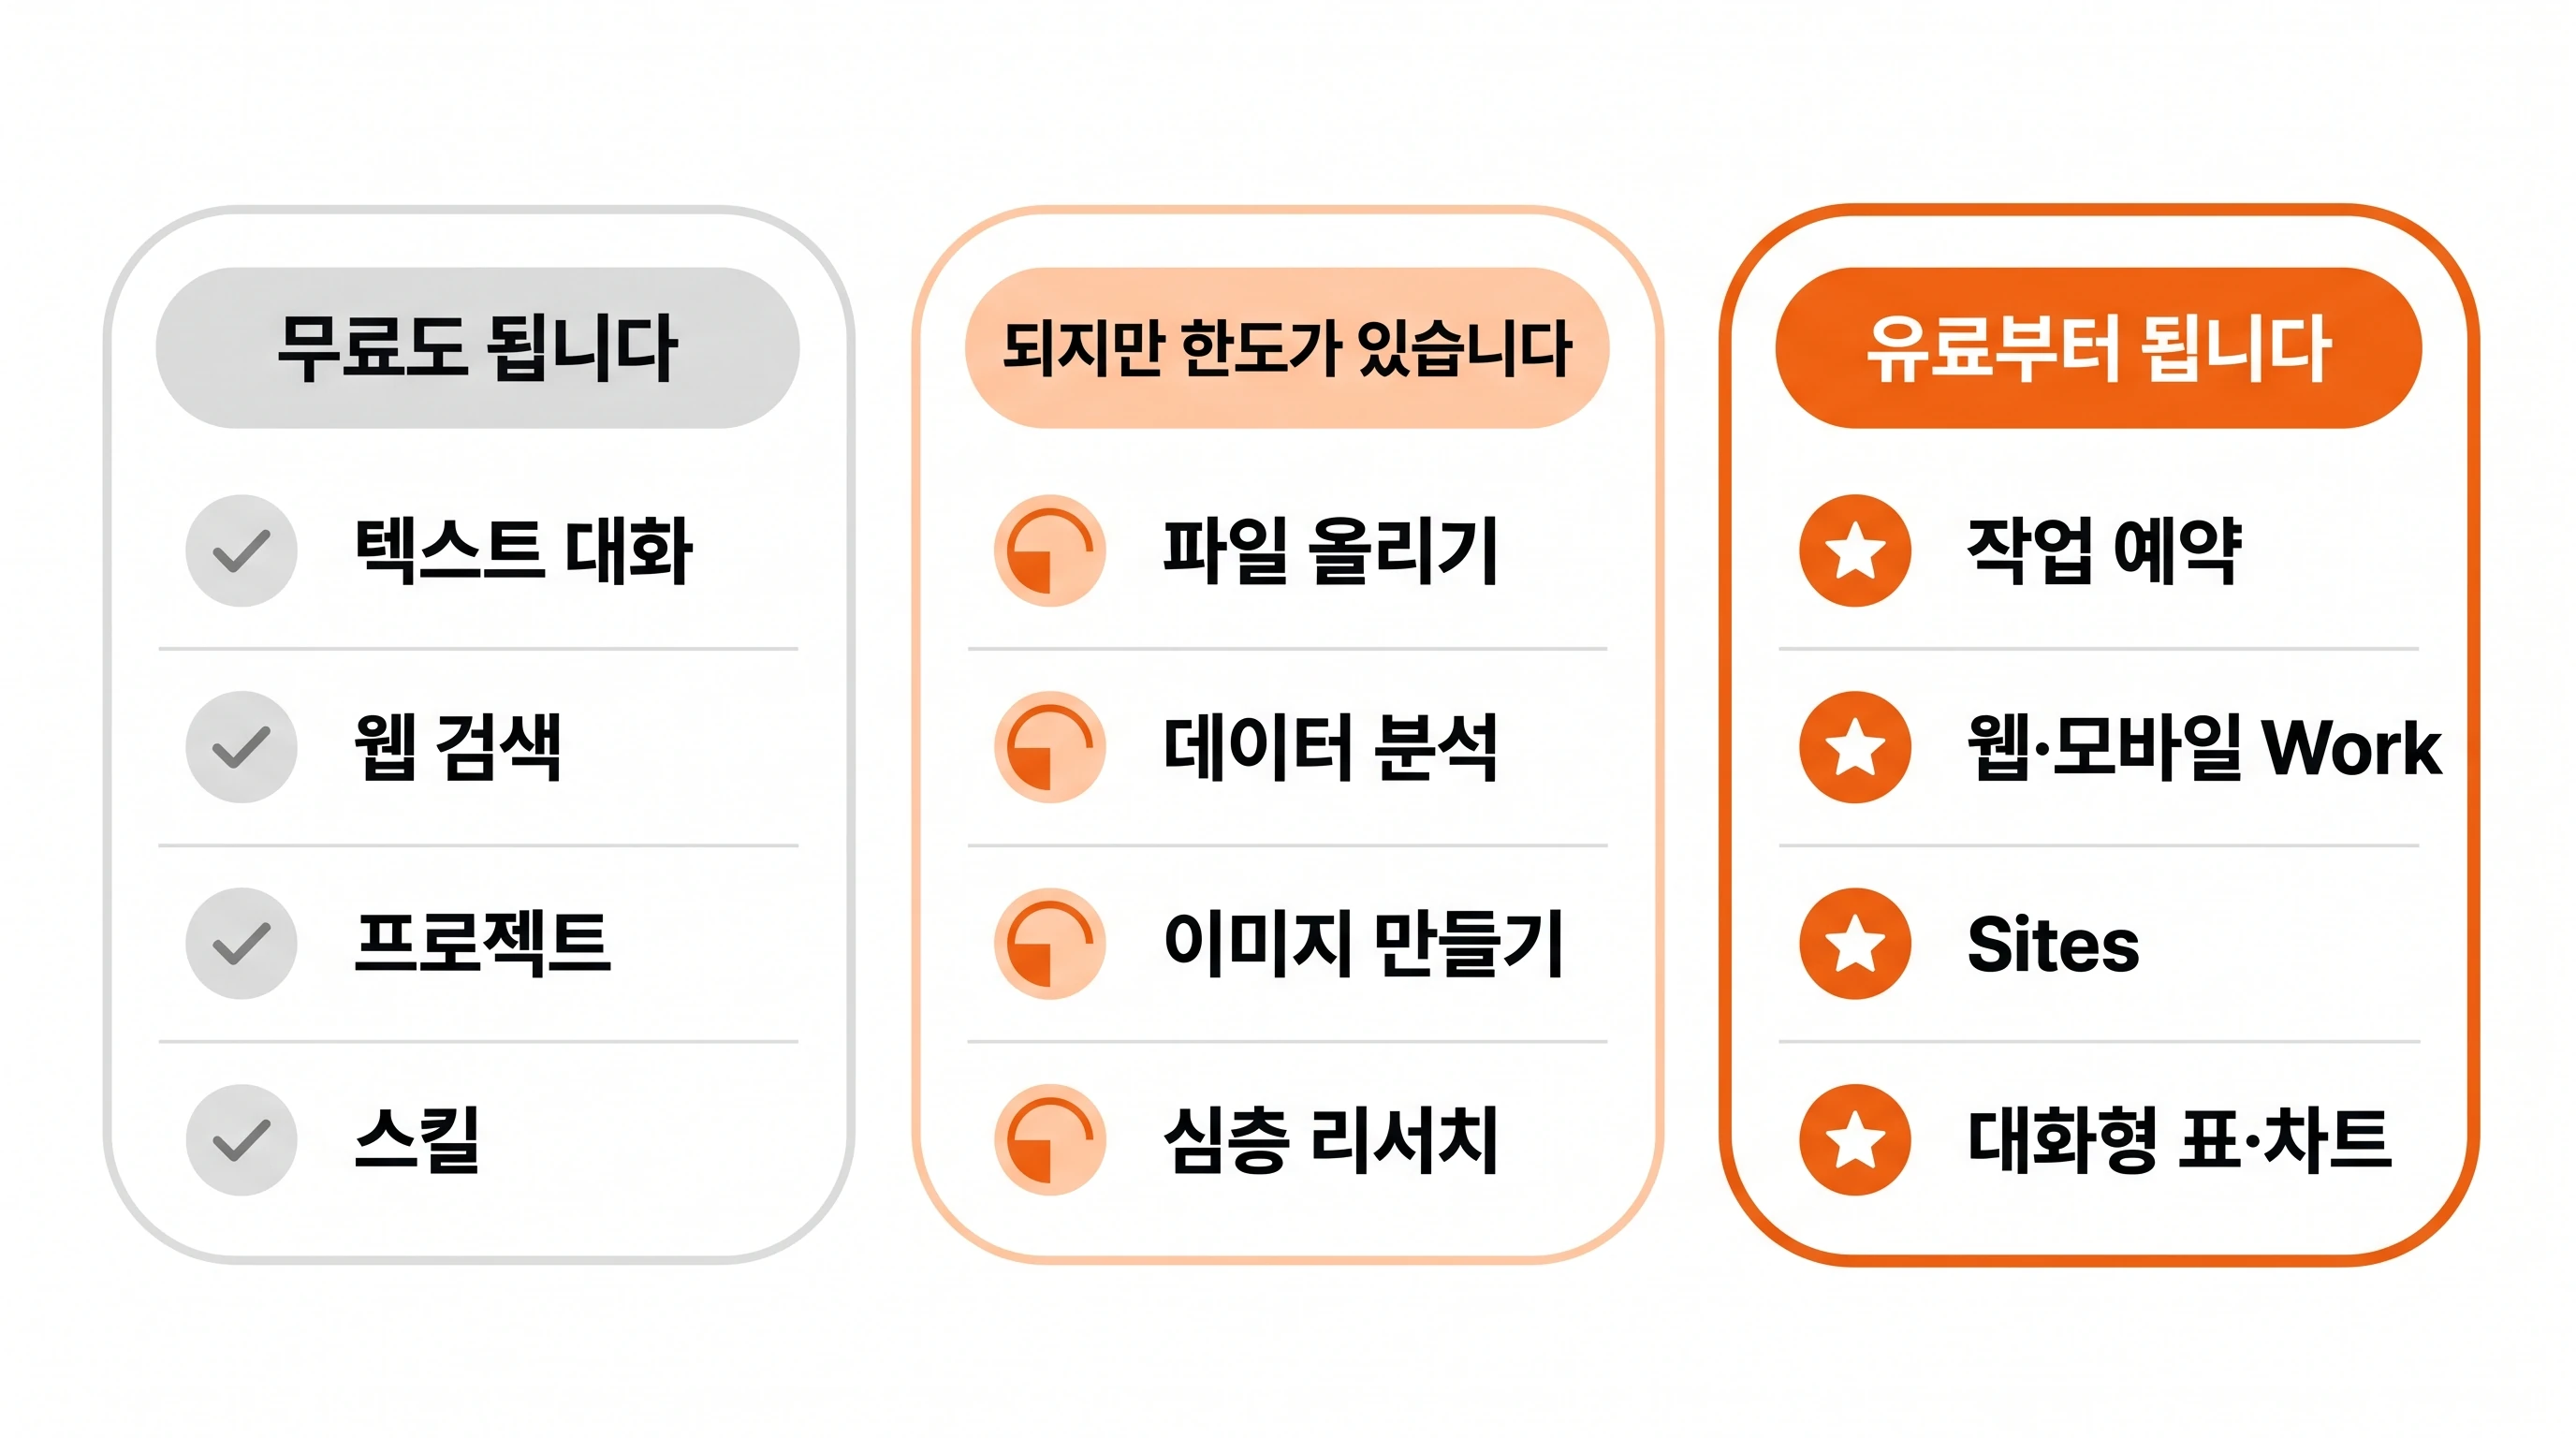 무료도 됩니다
텍스트 대화
웹 검색
프로젝트
스킬
되지만 한도가 있습니다
파일 올리기
데이터 분석
이미지 만들기
심층 리서치
유료부터 됩니다
작업 예약
웹·모바일 Work
Sites
대화형 표·차트